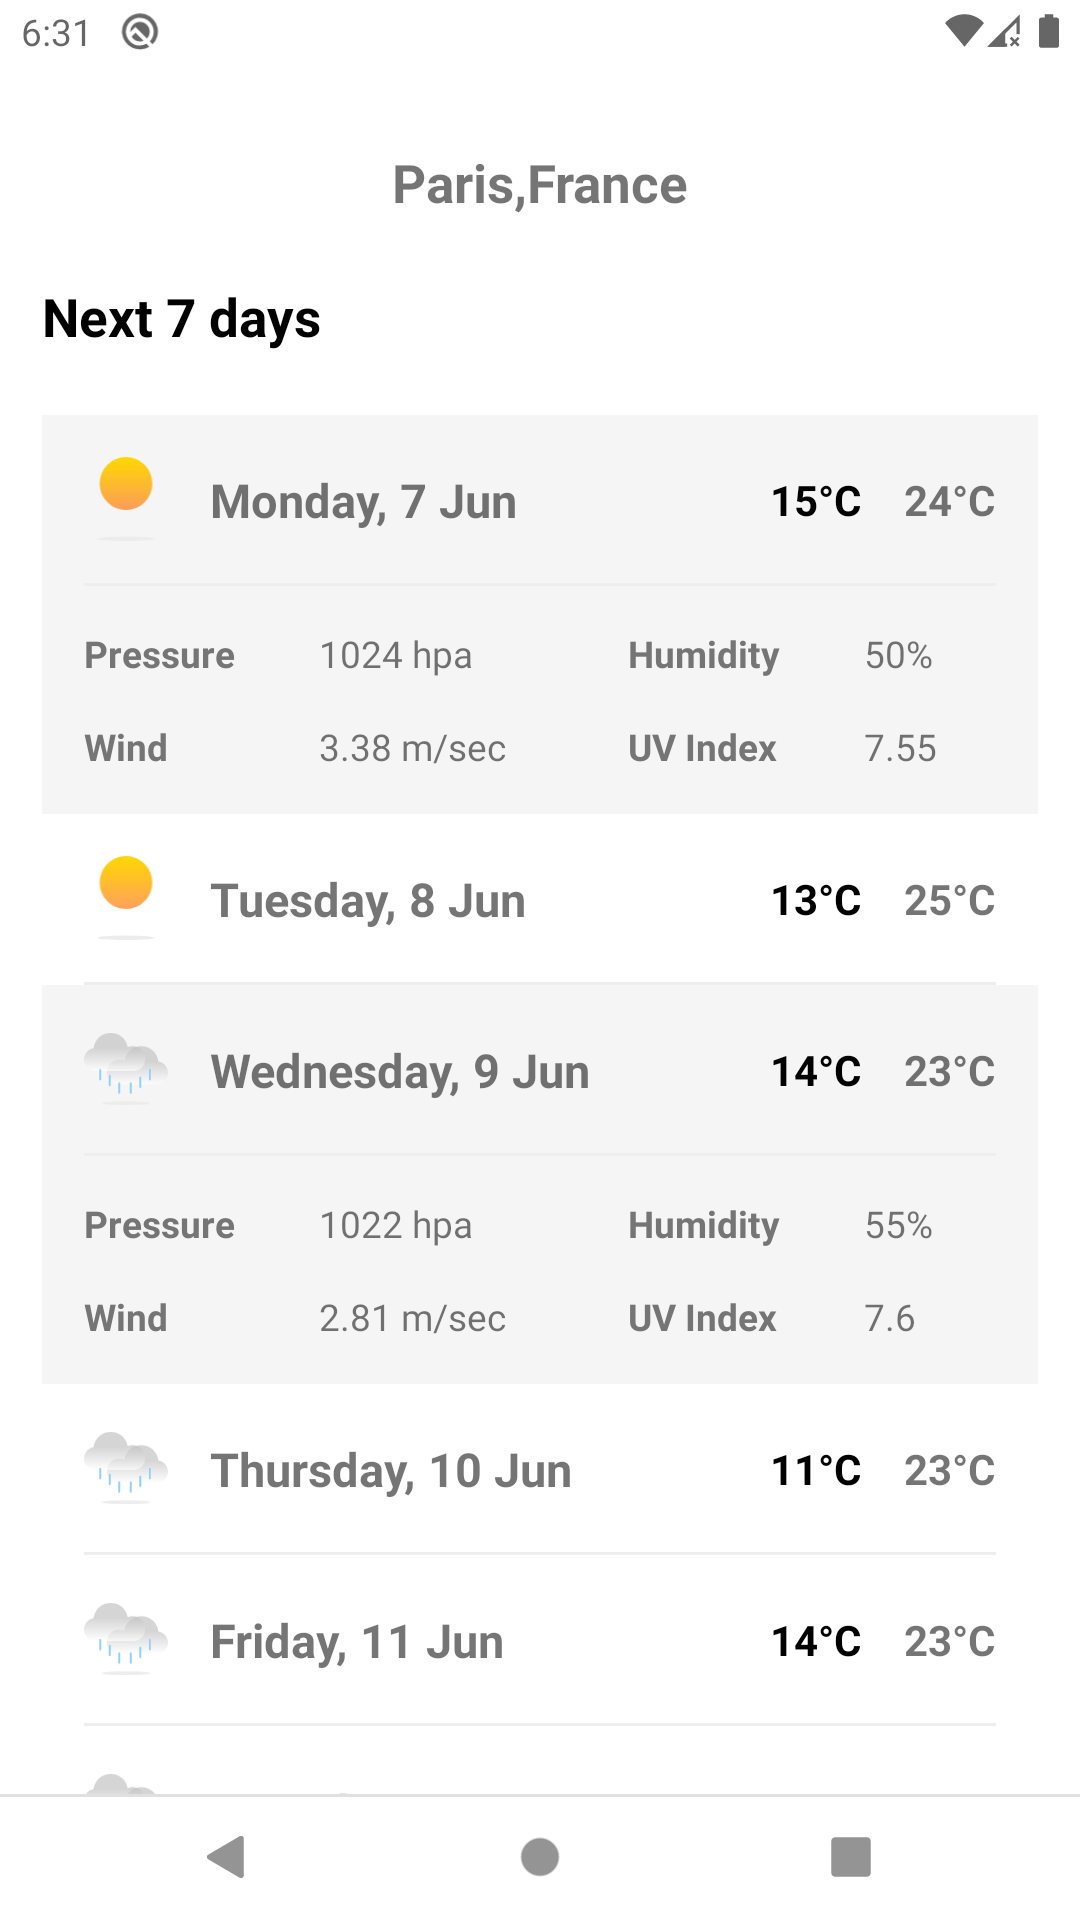 6:31
Paris,France
Next 7 days
Monday, 7 Jun 15°C 24°C
Pressure 1024 hpa Humidity 50%
Wind 3.38 m/sec UV Index 7.55
Tuesday, 8 Jun 13°C 25°C
Wednesday, 9 Jun 14°C 23°C
Pressure 1022 hpa Humidity 55%
Wind 2.81 m/sec UV Index 7.6
Thursday, 10 Jun 11°C 23°C
Friday, 11 Jun 14°C 23°C